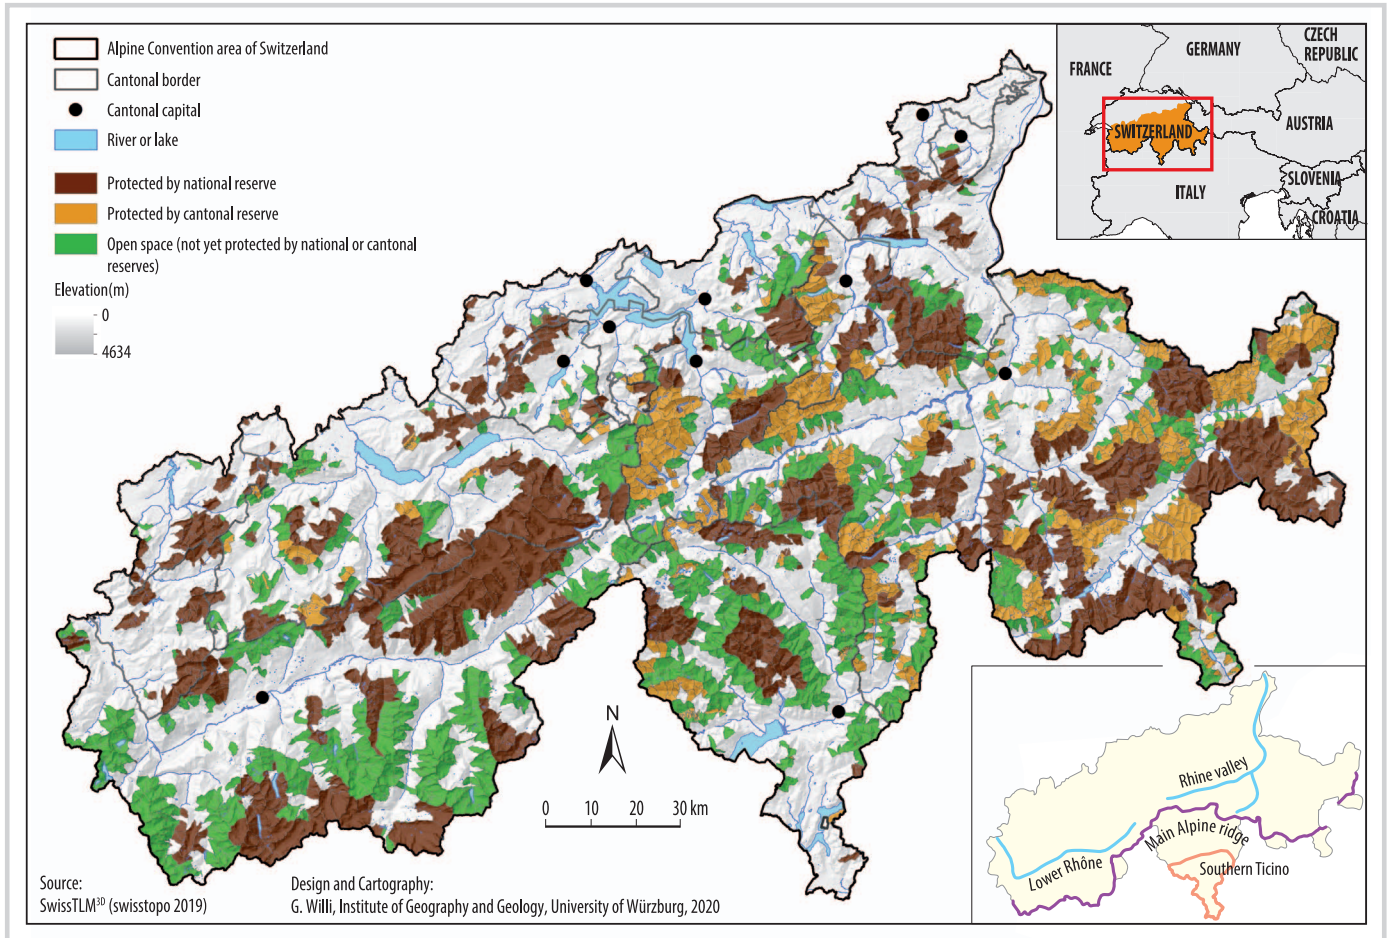 Alpine Convention area of Switzerland
Cantonal border
Cantonal capital
River or lake
Protected by national reserve
Protected by cantonal reserve
Open space (not yet protected by national or cantonal
reserves)
Elevation(m)
0
4634
FRANCE
GERMANY
CZECH
REPUBLIC
SWITZERLAND
AUSTRIA
SLOVENIA
ITALY
CROATIA
N
0 10 20 30 km
Rhine valley
Main Alpine ridge
Lower Rhône
Southern Ticino
Source:
SwissTLM3D (swisstopo 2019)
Design and Cartography:
G. Willi, Institute of Geography and Geology, University of Würzburg, 2020